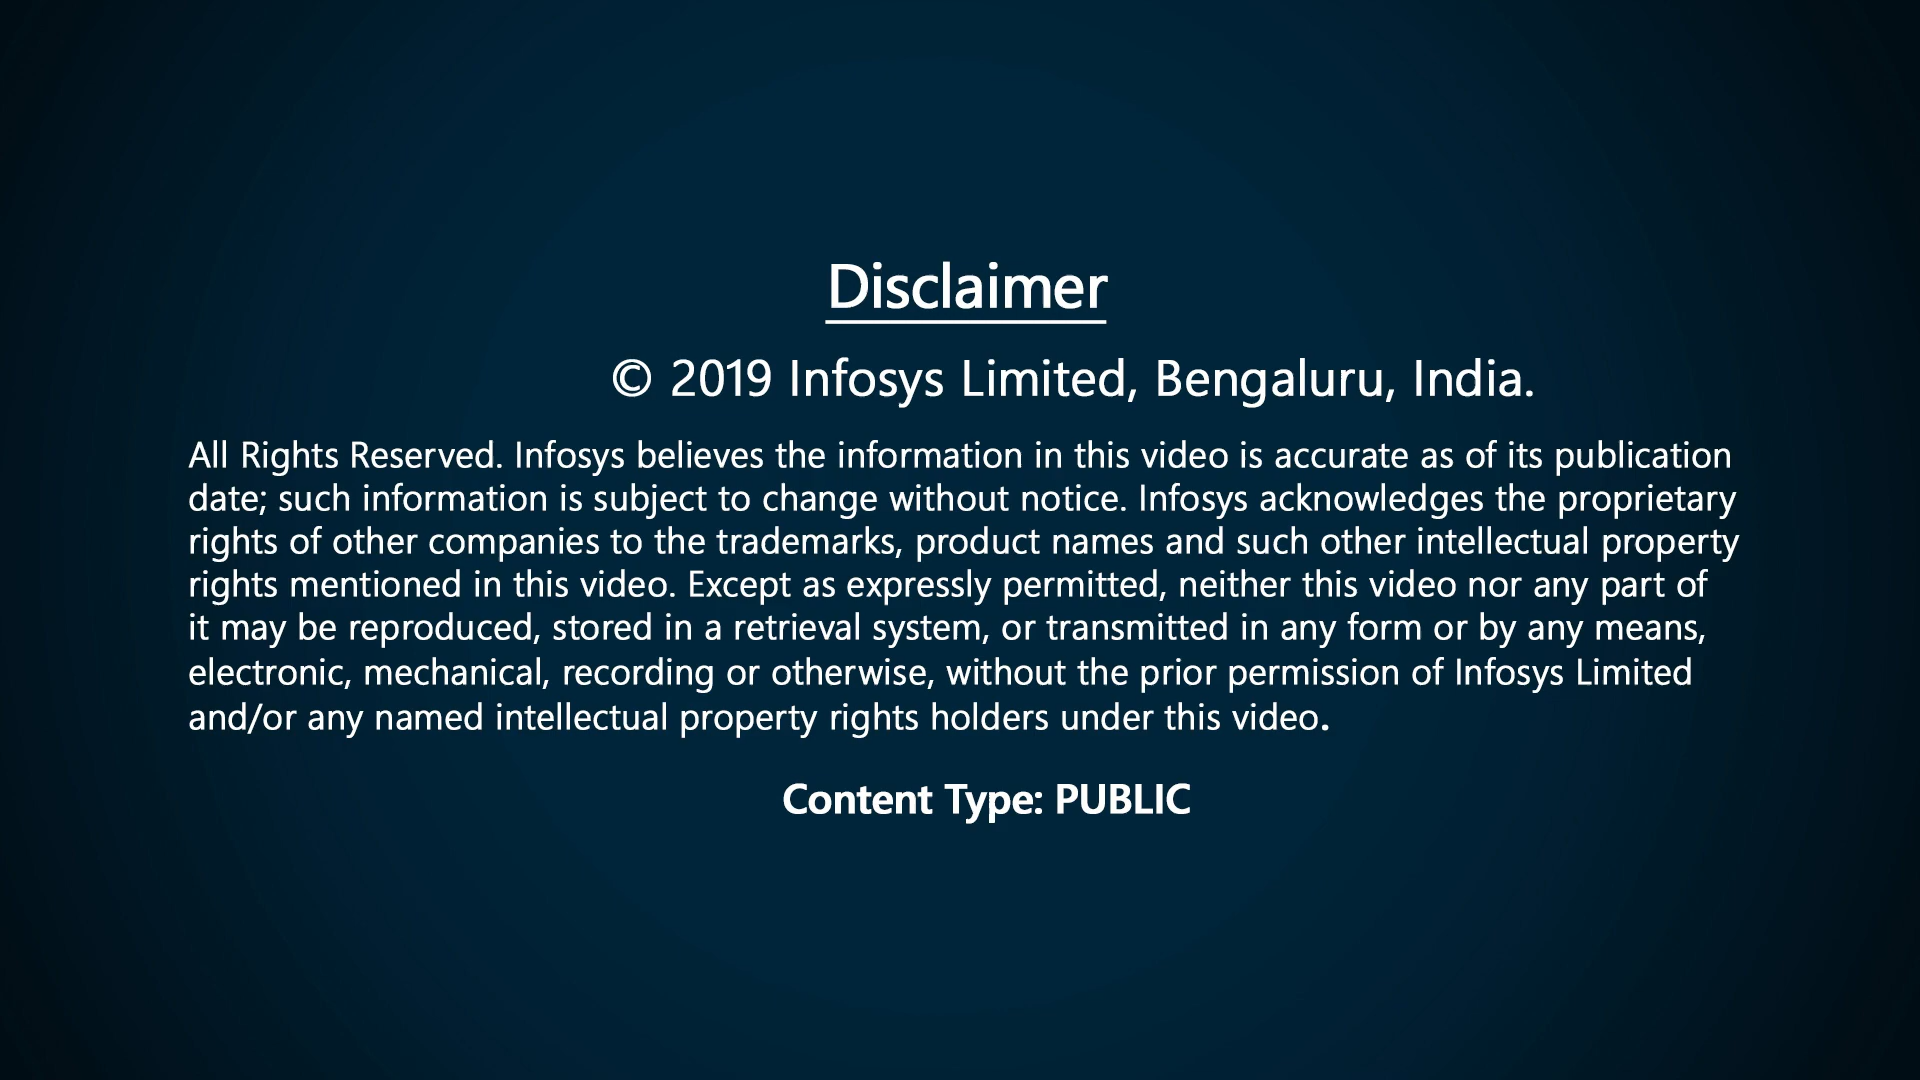 Disclaimer
© 2019 Infosys Limited, Bengaluru, India.
All Rights Reserved. Infosys believes the information in this video is accurate as of its publication
date; such information is subject to change without notice. Infosys acknowledges the proprietary
rights of other companies to the trademarks, product names and such other intellectual property
rights mentioned in this video. Except as expressly permitted, neither this video nor any part of
it may be reproduced, stored in a retrieval system, or transmitted in any form or by any means,
electronic, mechanical, recording or otherwise, without the prior permission of Infosys Limited
and/or any named intellectual property rights holders under this video.
Content Type: PUBLIC